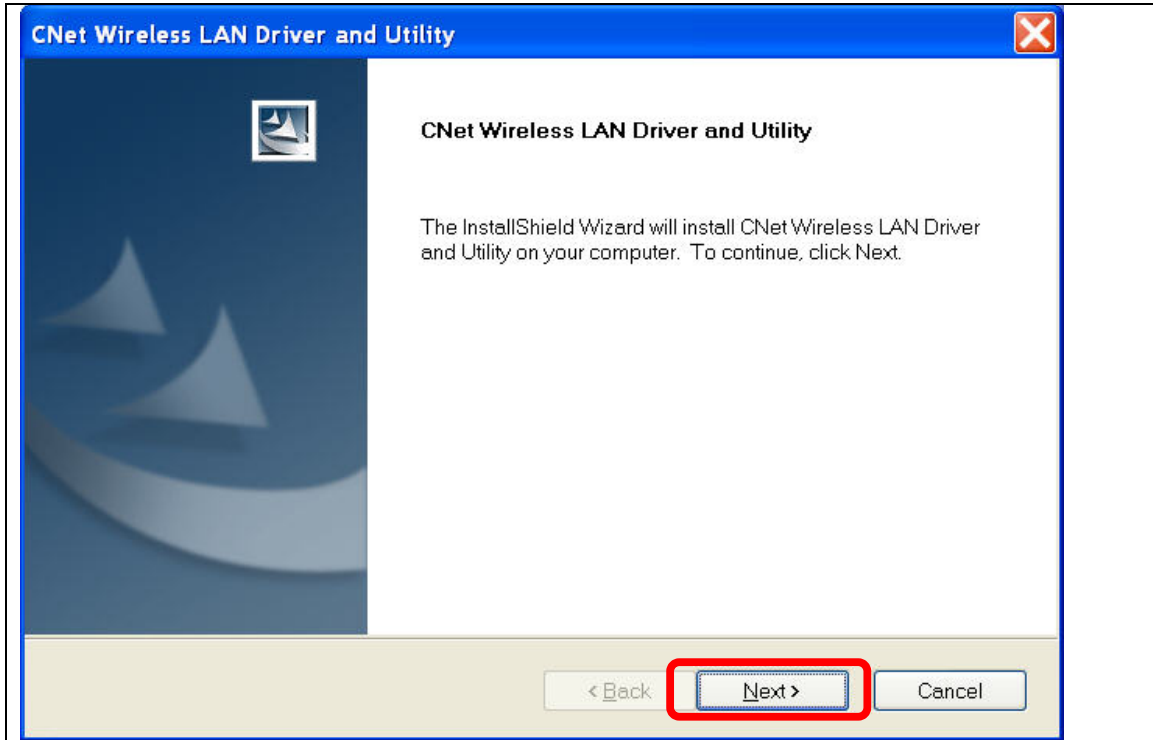 CNet Wireless LAN Driver and Utility
CNet Wireless LAN Driver and Utility
The InstallShield Wizard will install CNet Wireless LAN Driver
and Utility on your computer. To continue, click Next.
< Back Next > Cancel